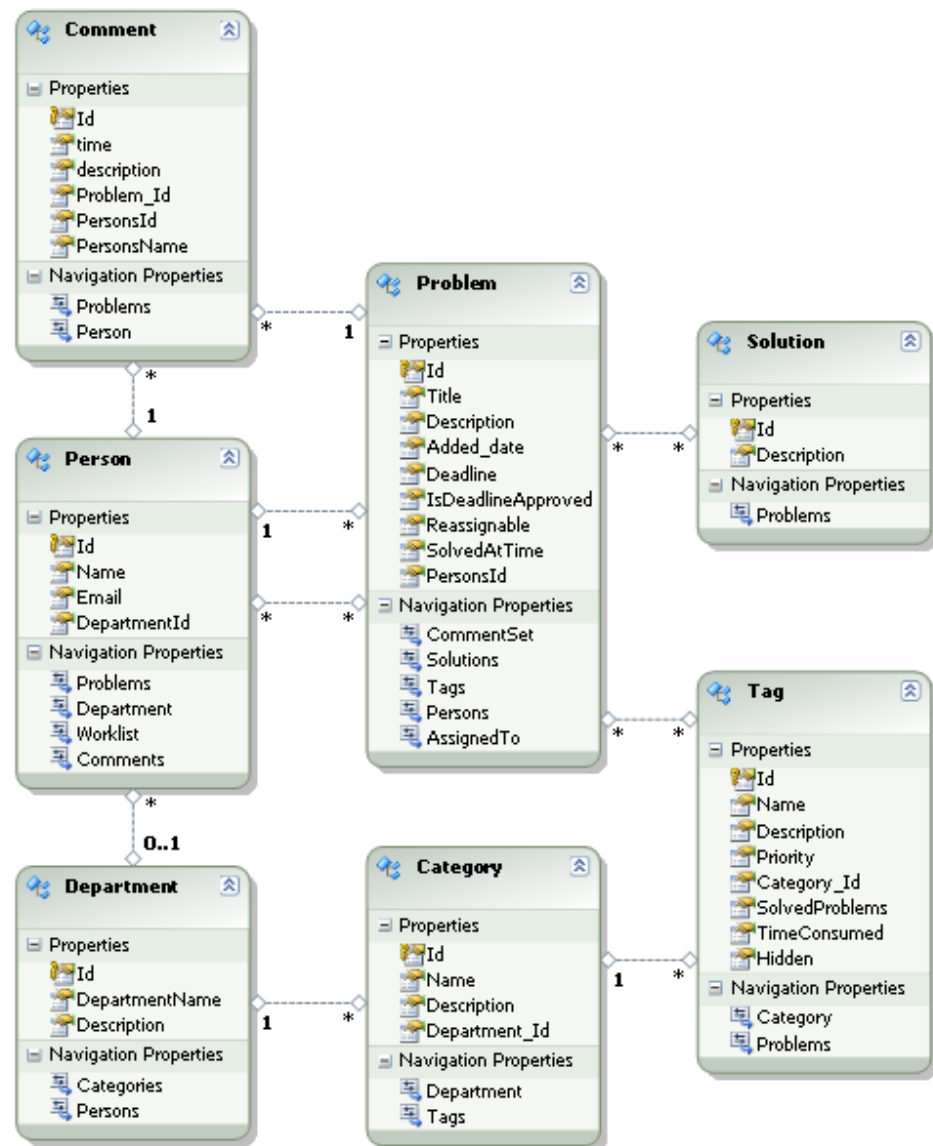 Comment
Properties
Id
time
description
Problem_Id
PersonsId
PersonsName
Navigation Properties
Problems
Person
*
1
*
1
Problem
Properties
Id
Title
Description
Added_date
Deadline
IsDeadlineApproved
Reassignable
SolvedAtTime
PersonsId
Navigation Properties
CommentSet
Solutions
Tags
Persons
AssignedTo
*
*
Solution
Properties
Id
Description
Navigation Properties
Problems
Person
Properties
Id
Name
Email
DepartmentId
Navigation Properties
Problems
Department
Worklist
Comments
1
*
*
*
*
*
Tag
Properties
Id
Name
Description
Priority
Category_Id
SolvedProblems
TimeConsumed
Hidden
Navigation Properties
Category
Problems
*
0..1
Department
Properties
Id
DepartmentName
Description
Navigation Properties
Categories
Persons
1
*
Category
Properties
Id
Name
Description
Department_Id
Navigation Properties
Department
Tags
1
*